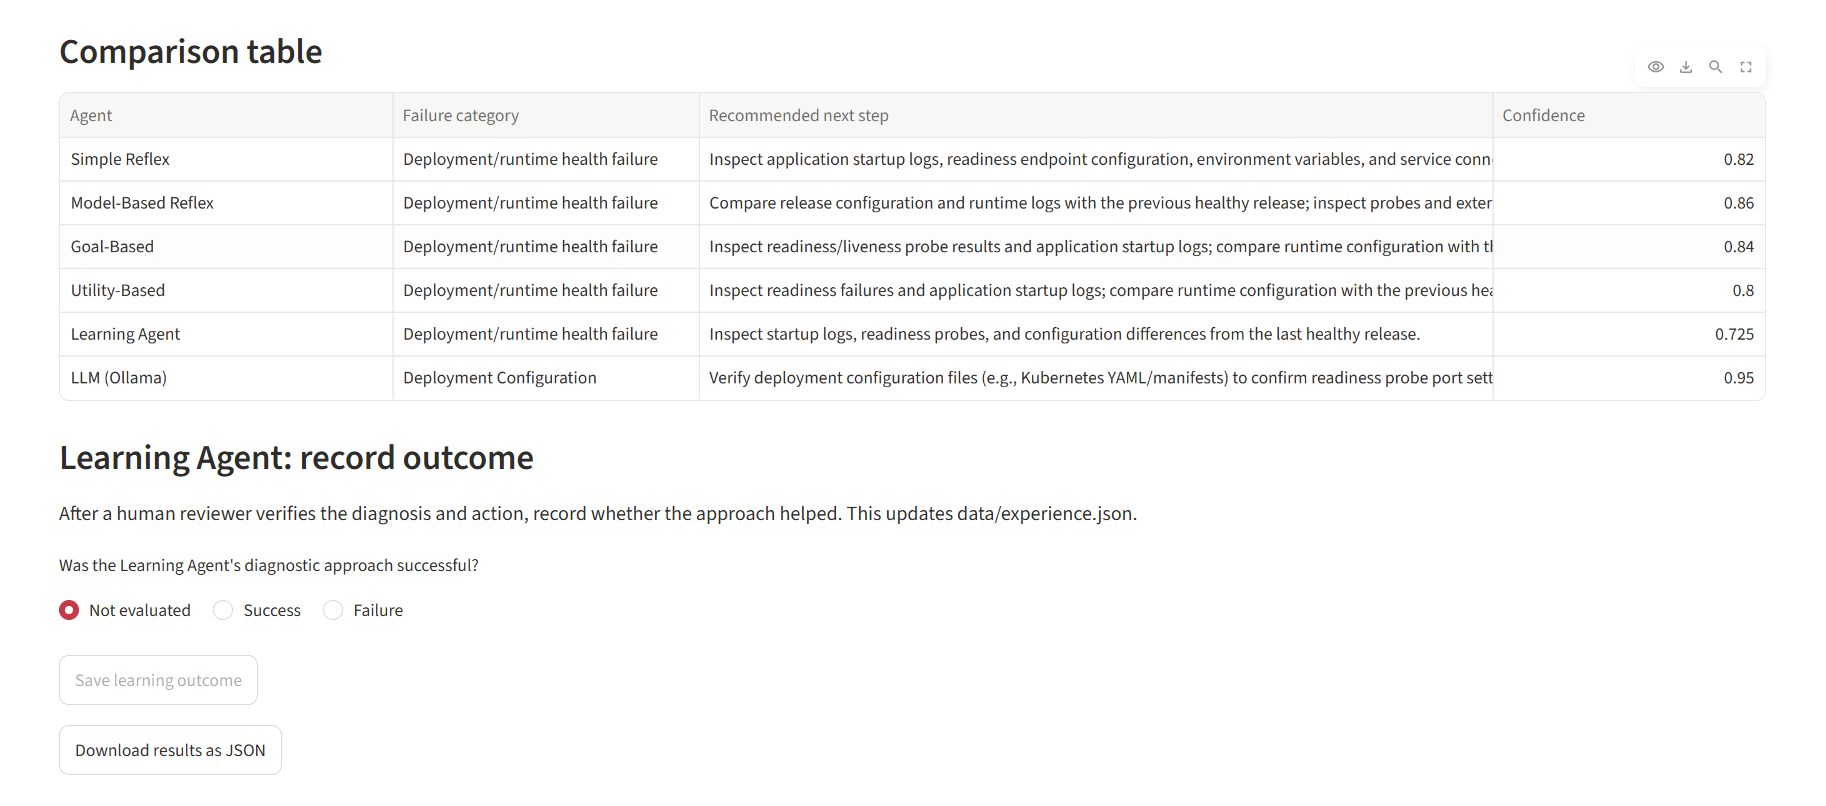 Comparison table
Agent Failure category Recommended next step Confidence
Simple Reflex Deployment/runtime health failure Inspect application startup logs, readiness endpoint configuration, environment variables, and service conn 0.82
Model-Based Reflex Deployment/runtime health failure Compare release configuration and runtime logs with the previous healthy release; inspect probes and exter 0.86
Goal-Based Deployment/runtime health failure Inspect readiness/liveness probe results and application startup logs; compare runtime configuration with th 0.84
Utility-Based Deployment/runtime health failure Inspect readiness failures and application startup logs; compare runtime configuration with the previous hea 0.8
Learning Agent Deployment/runtime health failure Inspect startup logs, readiness probes, and configuration differences from the last healthy release. 0.725
LLM (Ollama) Deployment Configuration Verify deployment configuration files (e.g., Kubernetes YAML/manifests) to confirm readiness probe port sett 0.95
Learning Agent: record outcome
After a human reviewer verifies the diagnosis and action, record whether the approach helped. This updates data/experience.json.
Was the Learning Agent's diagnostic approach successful?
Not evaluated Success Failure
Save learning outcome
Download results as JSON